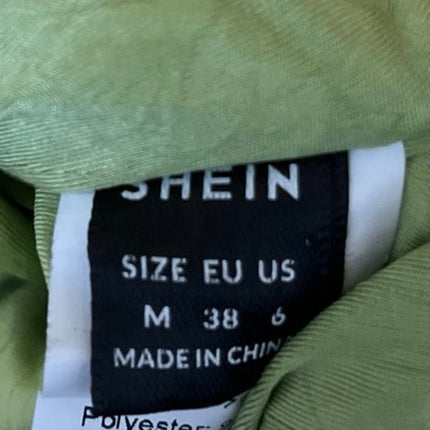 SHEIN
SIZE EU US
M 38 6
MADE IN CHINA
Polyester